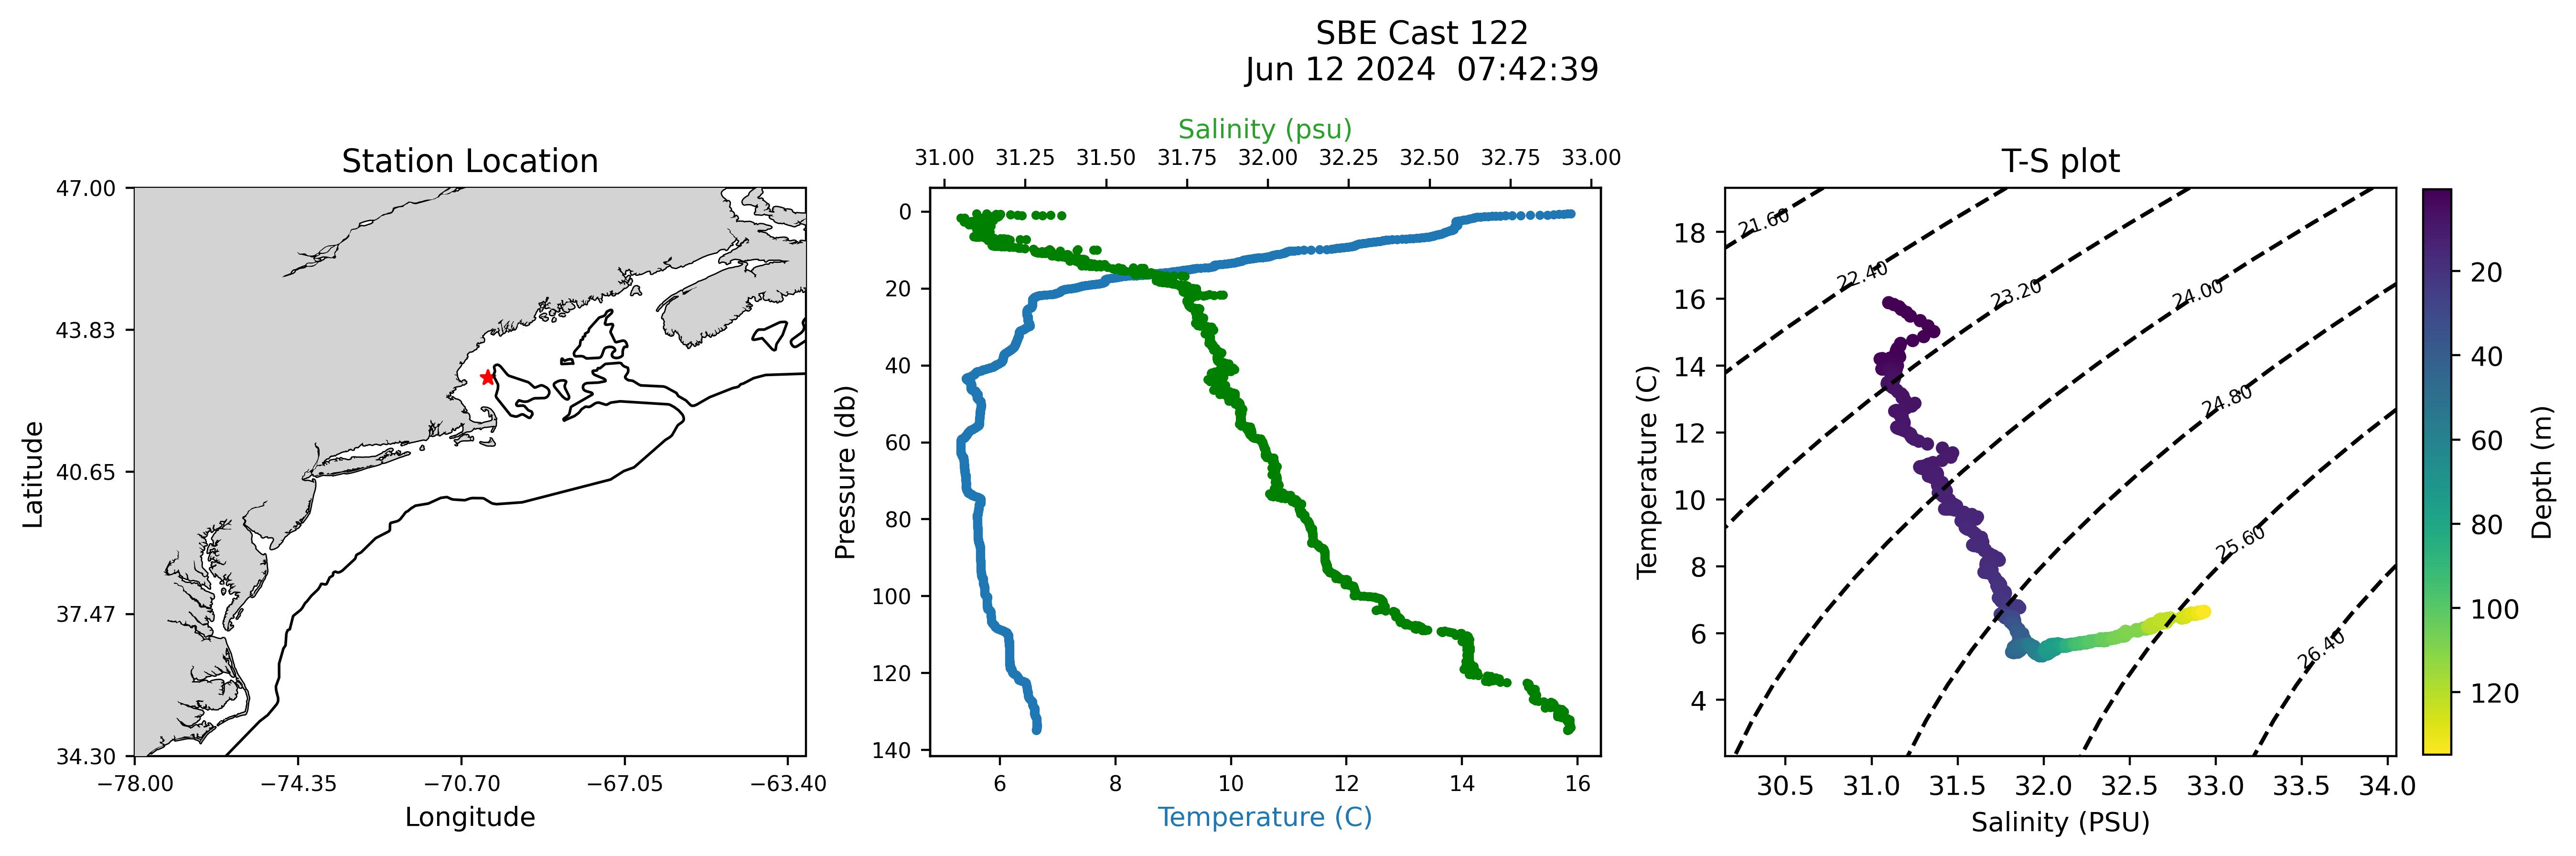 SBE Cast 122
Jun 12 2024  07:42:39
Station Location
47.00
43.83
40.65
37.47
34.30
Latitude
−78.00 −74.35 −70.70 −67.05 −63.40
Longitude
Salinity (psu)
31.00 31.25 31.50 31.75 32.00 32.25 32.50 32.75 33.00
0
20
40
60
80
100
120
140
Pressure (db)
6 8 10 12 14 16
Temperature (C)
T-S plot
18
16
14
12
10
8
6
4
Temperature (C)
21.60
22.40
23.20
24.00
24.80
25.60
26.40
30.5 31.0 31.5 32.0 32.5 33.0 33.5 34.0
Salinity (PSU)
20
40
60
80
100
120
Depth (m)